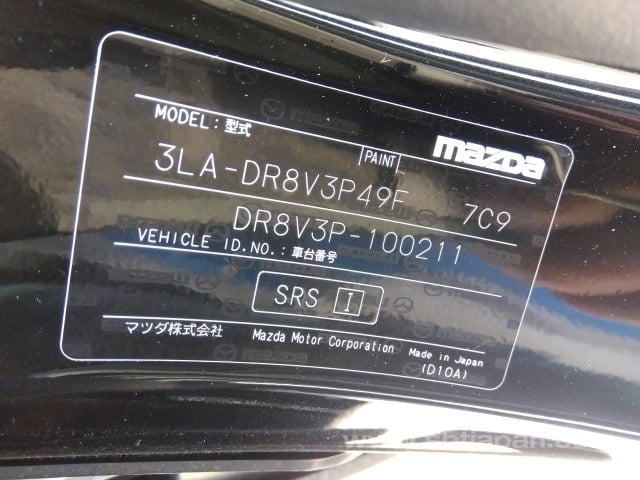 MODEL:型式
PAINT
mazda
3LA-DR8V3P49F 7C9
DR8V3P-100211
VEHICLE ID.NO.:車台番号
SRS I
マツダ株式会社 Mazda Motor Corporation Made in Japan
(D10A)